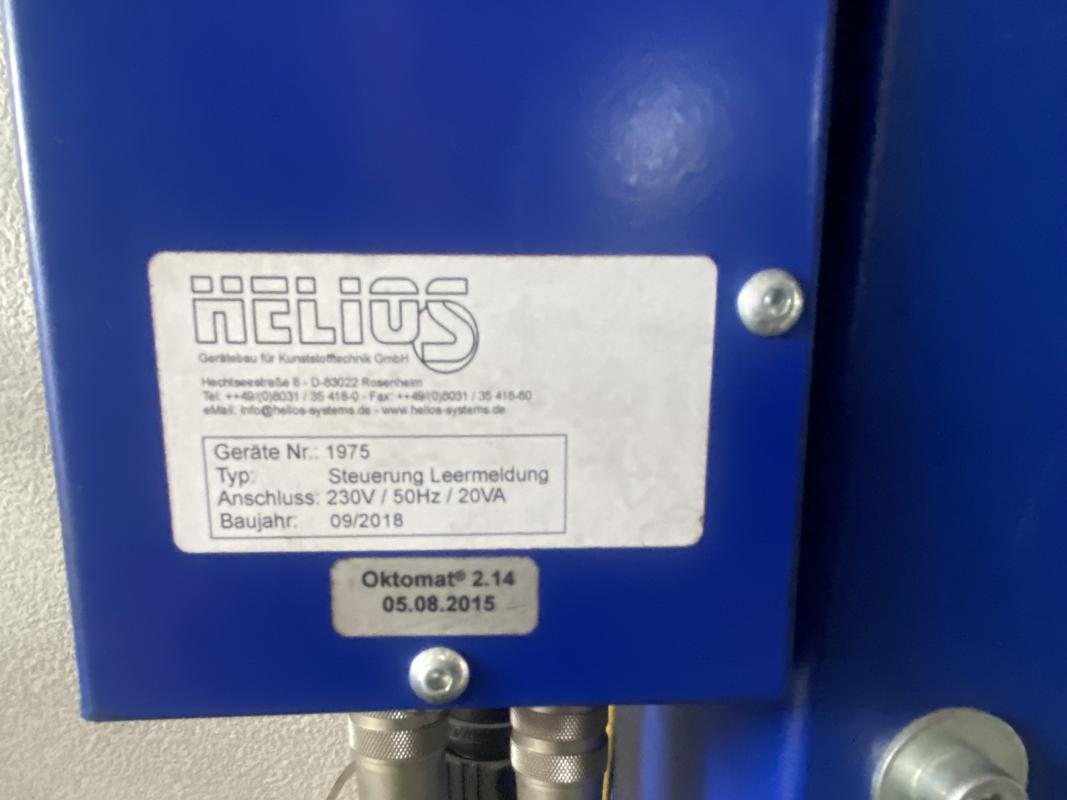 HELIOS
Gerätebau für Kunststofftechnik GmbH
Hechtseestraße 8 - D-83022 Rosenheim
Tel: ++49/(0)8031 / 35 418-0 - Fax: ++49/(0)8031 / 35 418-60
eMail: info@helios-systems.de - www.helios-systems.de
Geräte Nr.: 1975
Typ: Steuerung Leermeldung
Anschluss: 230V / 50Hz / 20VA
Baujahr: 09/2018
Oktomat® 2.14
05.08.2015